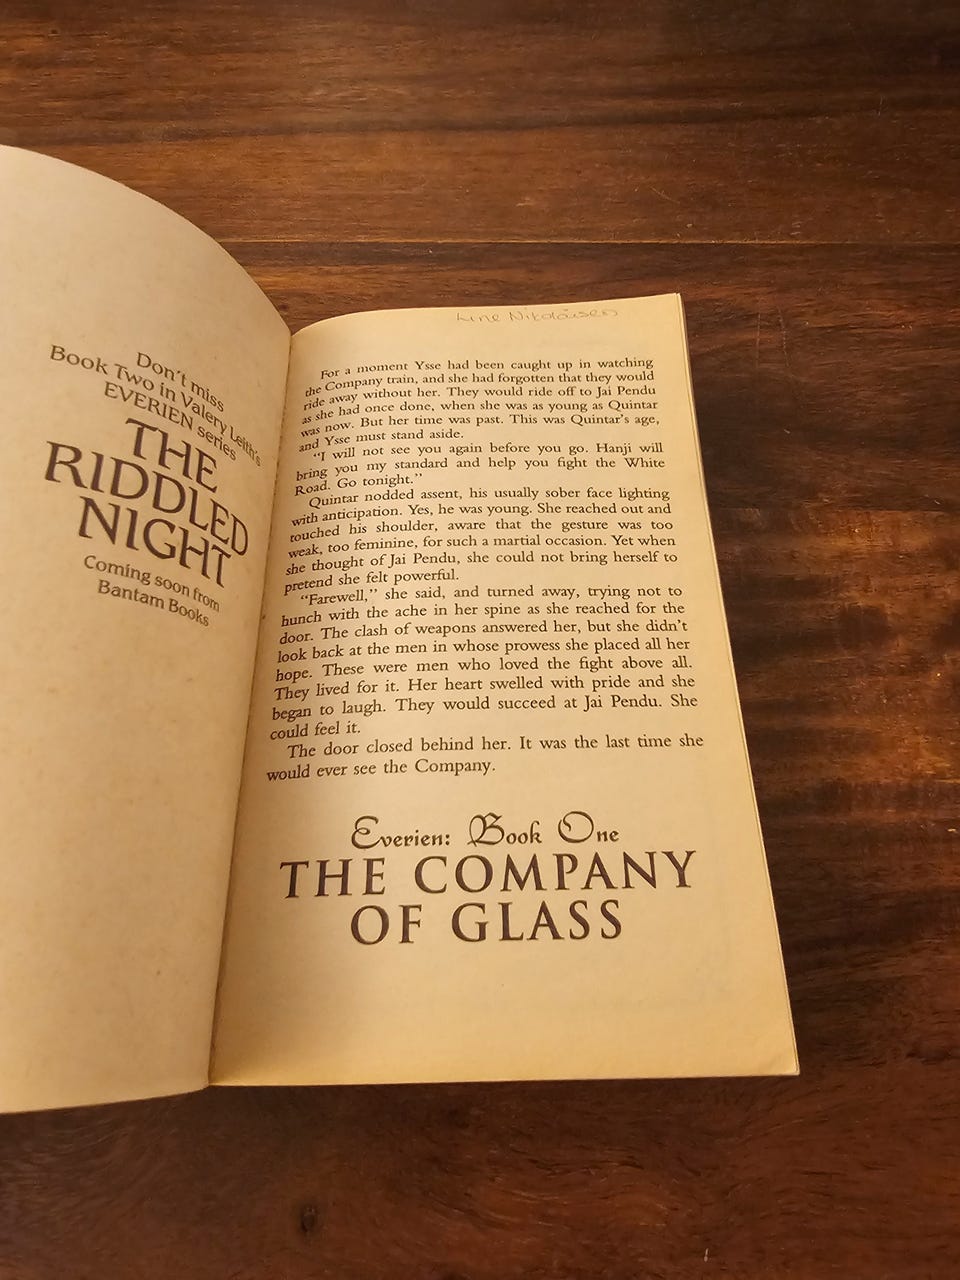 Don't miss
Book Two in Valery Leith's
EVERIEN series
THE
RIDDLED
NIGHT
Coming soon from
Bantam Books
Line Nikolaisen
For a moment Ysse had been caught up in watching
the Company train, and she had forgotten that they would
ride away without her. They would ride off to Jai Pendu
as she had once done, when she was as young as Quintar
was now. But her time was past. This was Quintar's age,
and Ysse must stand aside.
"I will not see you again before you go. Hanji will
bring you my standard and help you fight the White
Road. Go tonight."
Quintar nodded assent, his usually sober face lighting
with anticipation. Yes, he was young. She reached out and
touched his shoulder, aware that the gesture was too
weak, too feminine, for such a martial occasion. Yet when
she thought of Jai Pendu, she could not bring herself to
pretend she felt powerful.
"Farewell," she said, and turned away, trying not to
hunch with the ache in her spine as she reached for the
door. The clash of weapons answered her, but she didn't
look back at the men in whose prowess she placed all her
hope. These were men who loved the fight above all.
They lived for it. Her heart swelled with pride and she
began to laugh. They would succeed at Jai Pendu. She
could feel it.
The door closed behind her. It was the last time she
would ever see the Company.
Everien: Book One
THE COMPANY
OF GLASS